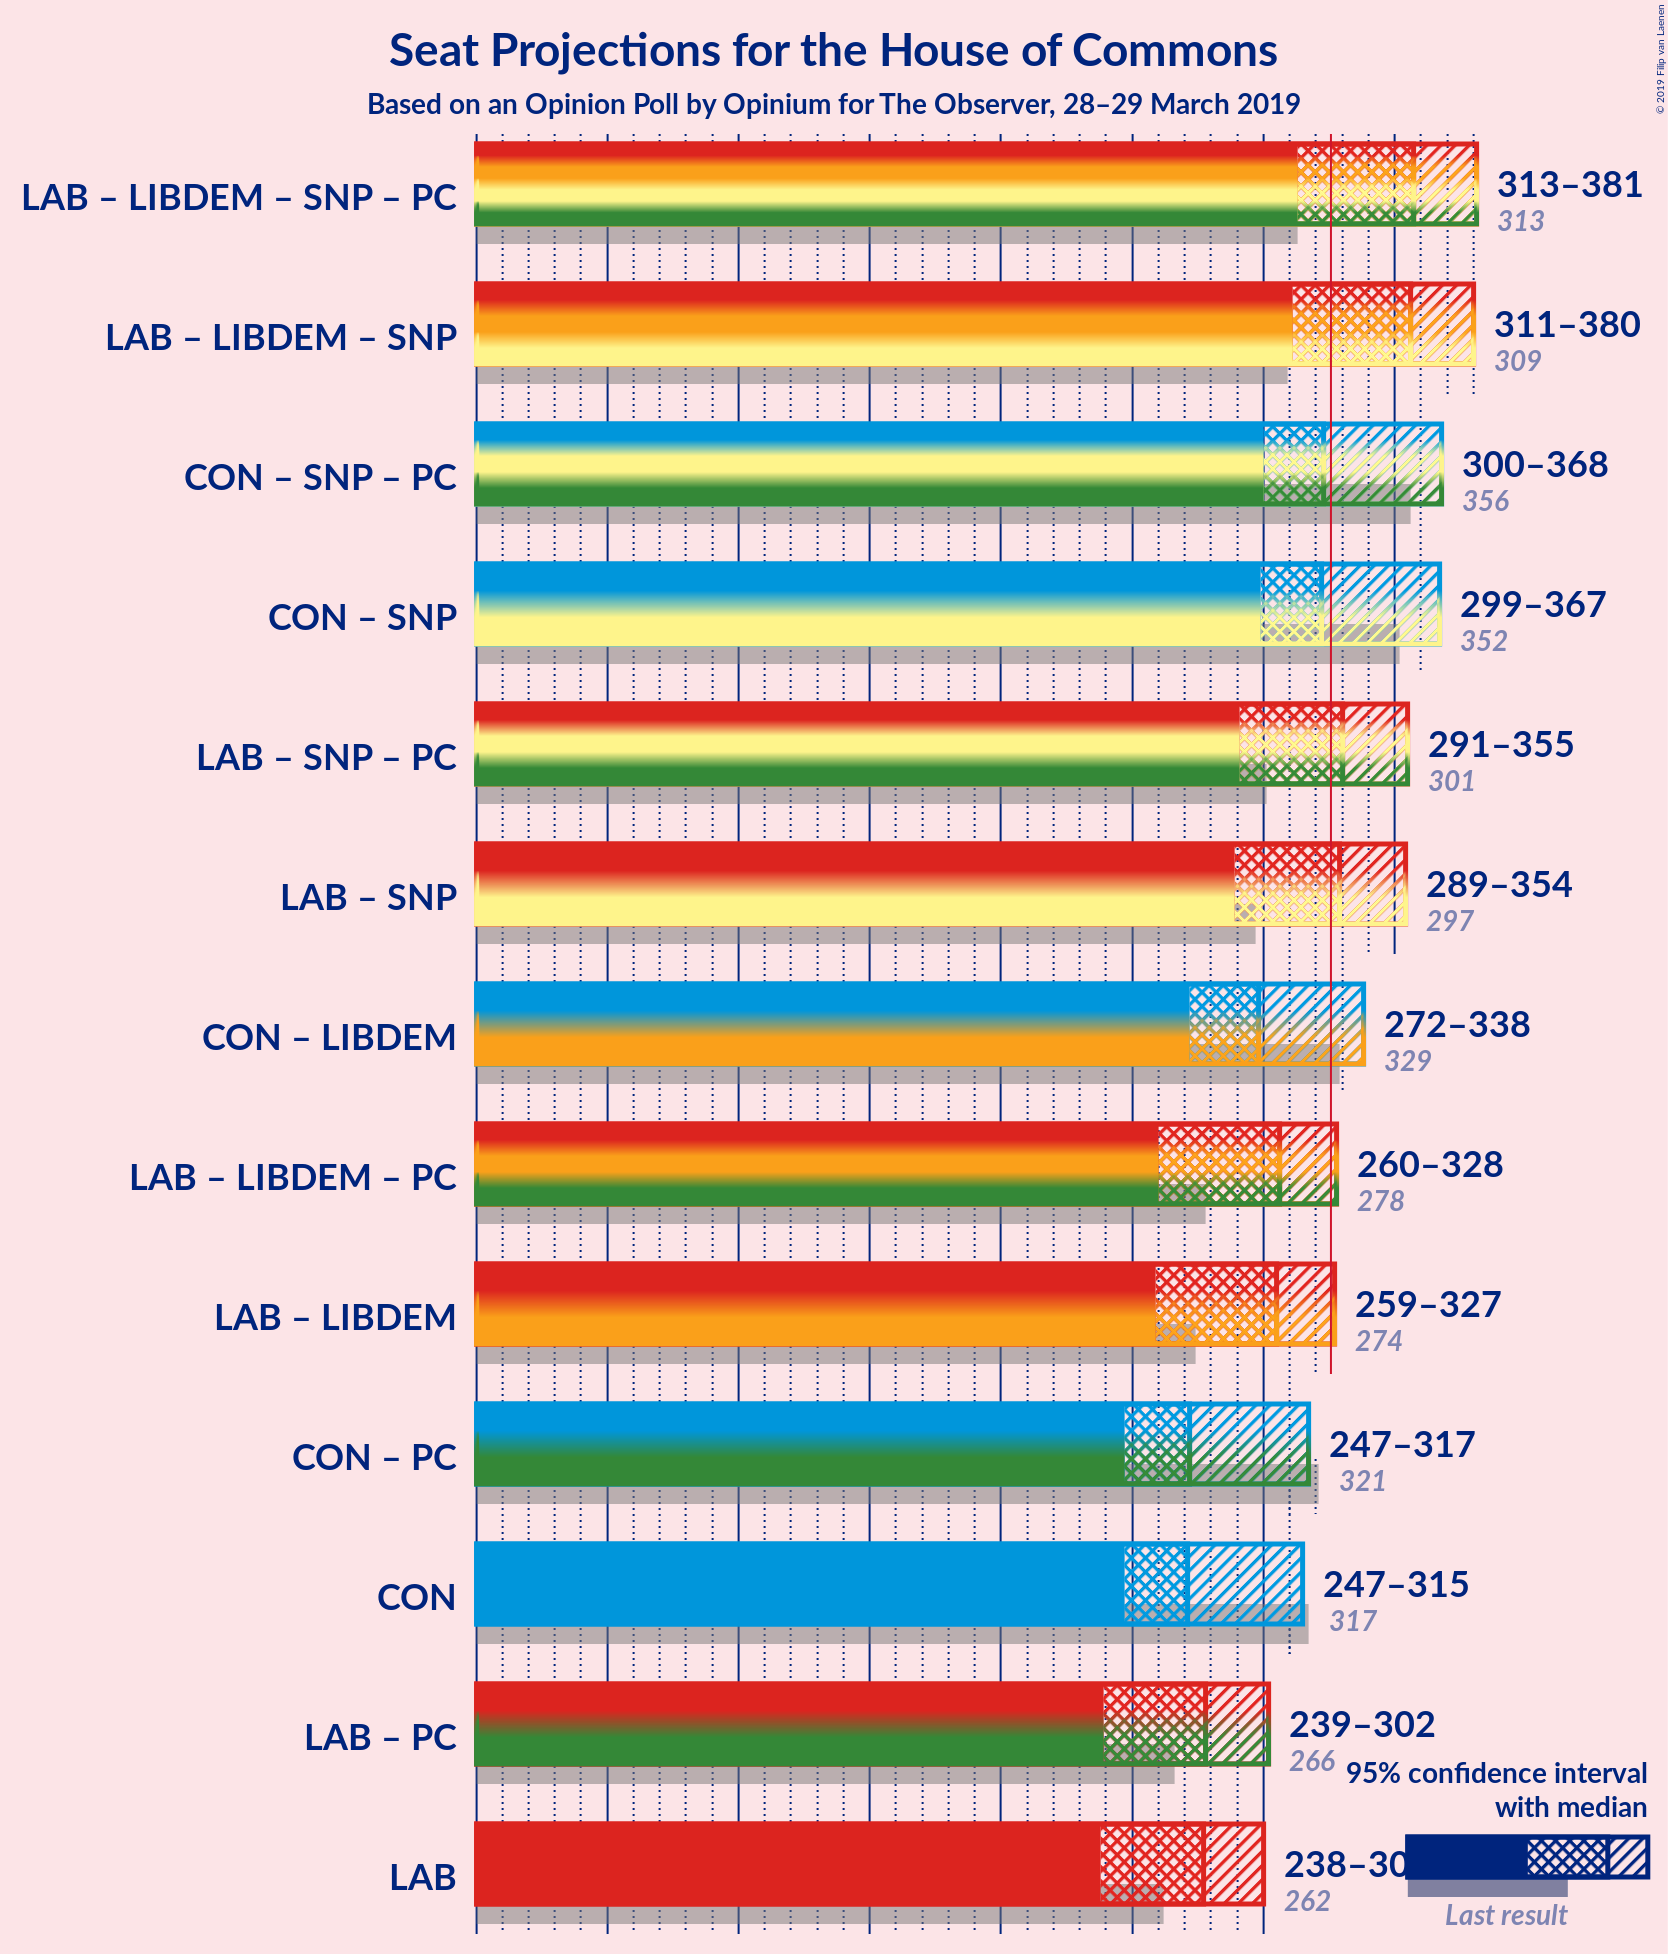 Seat Projections for the House of Commons
Based on an Opinion Poll by Opinium for The Observer, 28–29 March 2019
© 2019 Filip van Laenen
LAB – LIBDEM – SNP – PC
313–381
313
LAB – LIBDEM – SNP
311–380
309
CON – SNP – PC
300–368
356
CON – SNP
299–367
352
LAB – SNP – PC
291–355
301
LAB – SNP
289–354
297
CON – LIBDEM
272–338
329
LAB – LIBDEM – PC
260–328
278
LAB – LIBDEM
259–327
274
CON – PC
247–317
321
CON
247–315
317
LAB – PC
239–302
266
LAB
262
95% confidence interval
with median
Last result